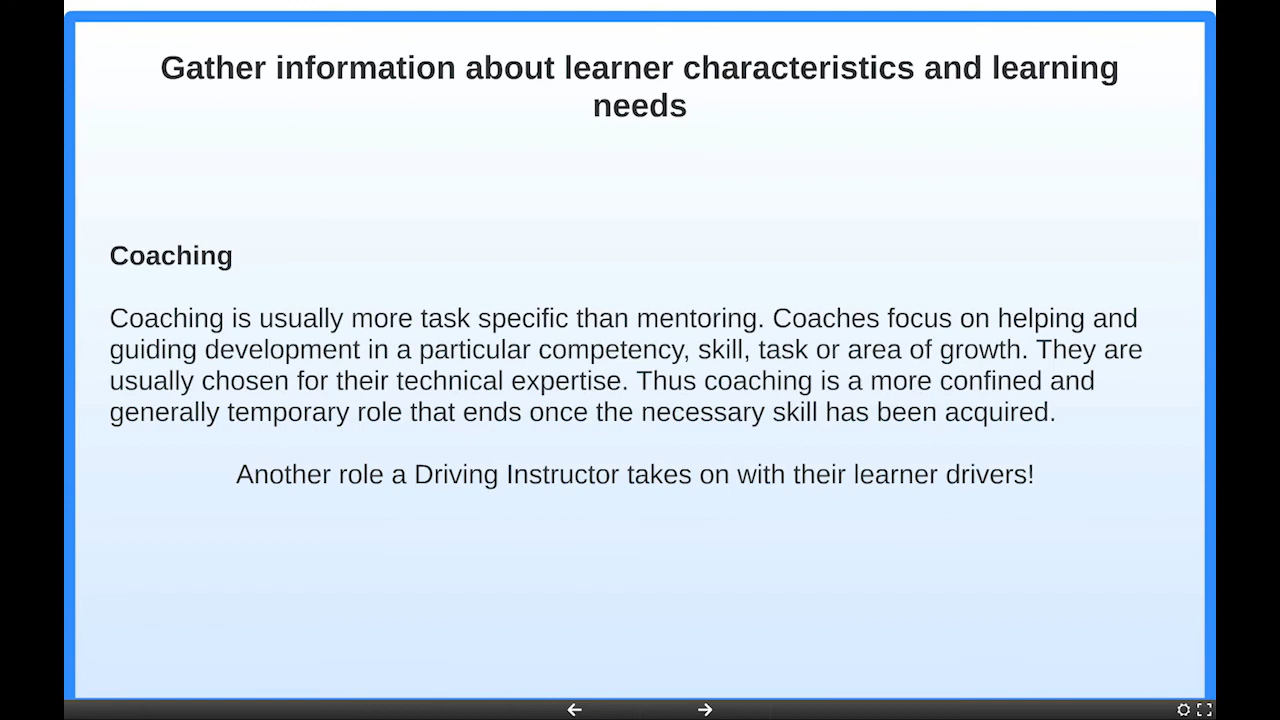 Gather information about learner characteristics and learning
needs
Coaching
Coaching is usually more task specific than mentoring. Coaches focus on helping and
guiding development in a particular competency, skill, task or area of growth. They are
usually chosen for their technical expertise. Thus coaching is a more confined and
generally temporary role that ends once the necessary skill has been acquired.
Another role a Driving Instructor takes on with their learner drivers!